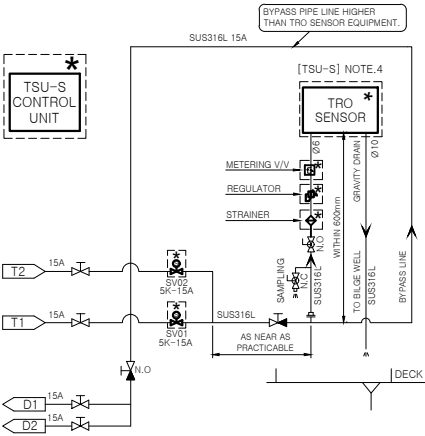 BYPASS PIPE LINE HIGHER
THAN TRO SENSOR EQUIPMENT.
SUS316L 15A
[TSU-S] NOTE.4
*
TSU-S
CONTROL
UNIT
TRO *
SENSOR
Ø6
Ø10
METERING V/V
*
REGULATOR
*
STRAINER
*
N.O
WITHIN 600mm
GRAVITY DRAIN
TO BILGE WELL
SUS316L
BYPASS LINE
SAMPLING
N.C
SUS316L
T2
15A
*
SV02
5K-15A
T1
15A
*
SV01
5K-15A
SUS316L
AS NEAR AS
PRACTICABLE
N.O
DECK
D1
15A
D2
15A